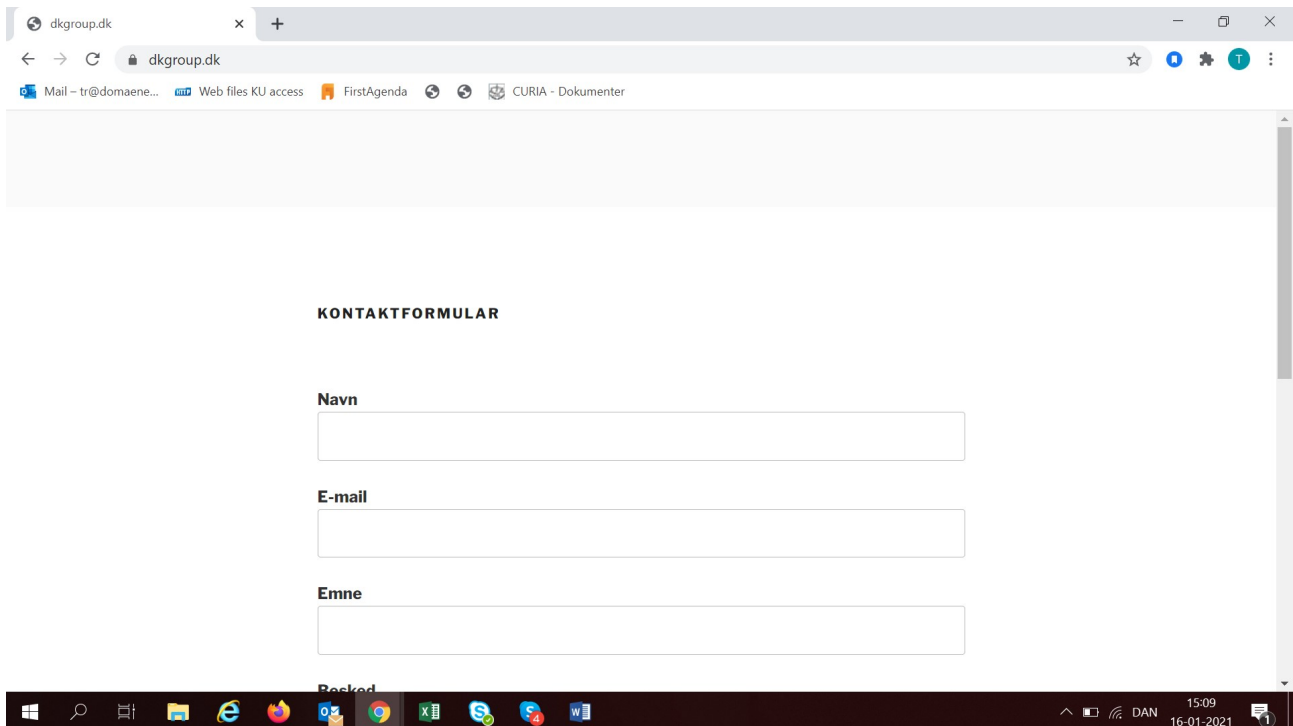 dkgroup.dk
dkgroup.dk
Mail – tr@domaene... Web files KU access FirstAgenda CURIA - Dokumenter
KONTAKTFORMULAR
Navn
E-mail
Emne
Besked
DAN
15:09
16-01-2021